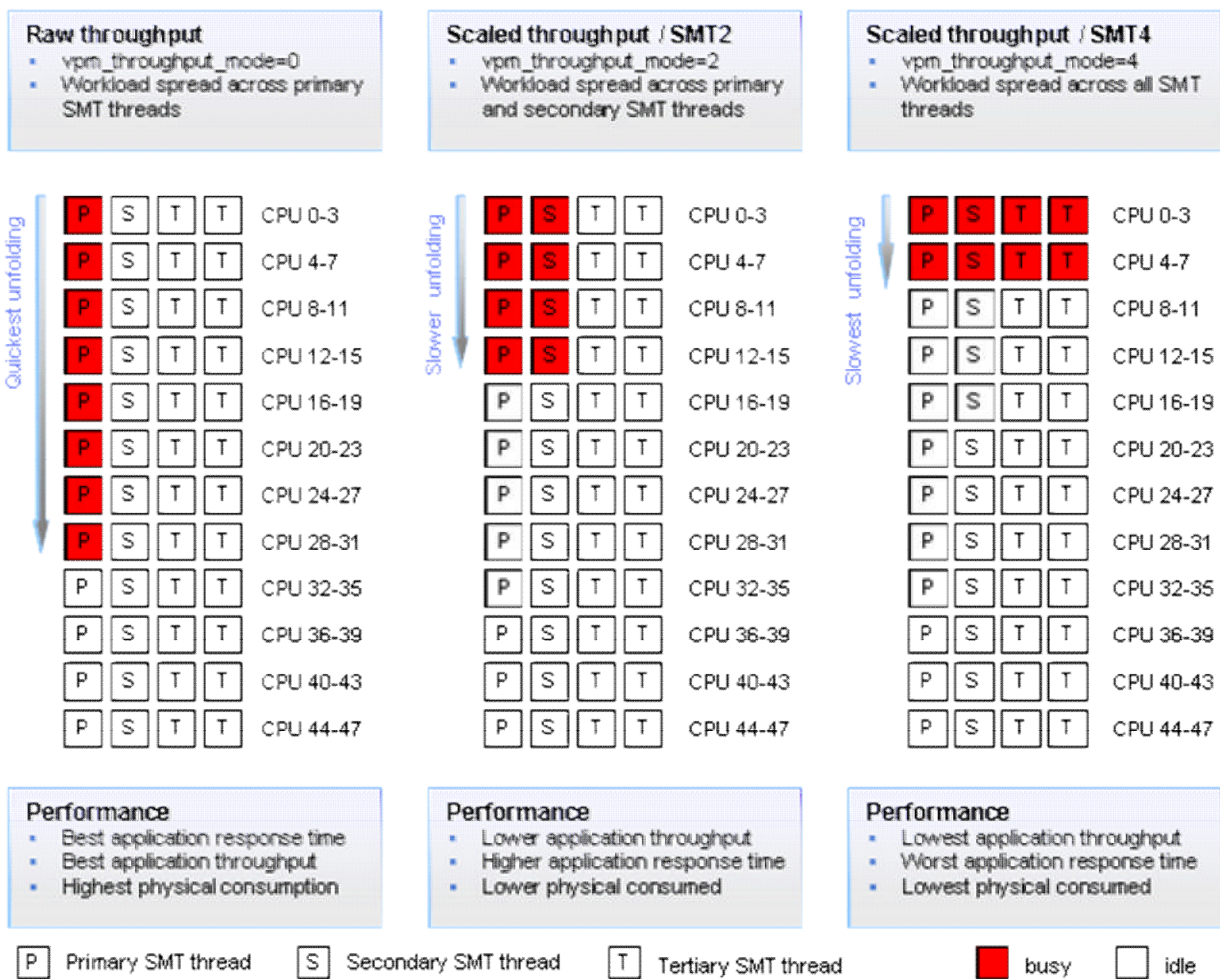 Raw throughput
▪ vpm_throughput_mode=0
▪ Workload spread across primary
SMT threads
Scaled throughput / SMT2
▪ vpm_throughput_mode=2
▪ Workload spread across primary
and secondary SMT threads
Scaled throughput / SMT4
▪ vpm_throughput_mode=4
▪ Workload spread across all SMT
threads
Quickest unfolding
P S T T CPU 0-3
P S T T CPU 4-7
P S T T CPU 8-11
P S T T CPU 12-15
P S T T CPU 16-19
P S T T CPU 20-23
P S T T CPU 24-27
P S T T CPU 28-31
P S T T CPU 32-35
P S T T CPU 36-39
P S T T CPU 40-43
P S T T CPU 44-47
Slower unfolding
P S T T CPU 0-3
P S T T CPU 4-7
P S T T CPU 8-11
P S T T CPU 12-15
P S T T CPU 16-19
P S T T CPU 20-23
P S T T CPU 24-27
P S T T CPU 28-31
P S T T CPU 32-35
P S T T CPU 36-39
P S T T CPU 40-43
P S T T CPU 44-47
Slowest unfolding
P S T T CPU 0-3
P S T T CPU 4-7
P S T T CPU 8-11
P S T T CPU 12-15
P S T T CPU 16-19
P S T T CPU 20-23
P S T T CPU 24-27
P S T T CPU 28-31
P S T T CPU 32-35
P S T T CPU 36-39
P S T T CPU 40-43
P S T T CPU 44-47
Performance
▪ Best application response time
▪ Best application throughput
▪ Highest physical consumption
Performance
▪ Lower application throughput
▪ Higher application response time
▪ Lower physical consumed
Performance
▪ Lowest application throughput
▪ Worst application response time
▪ Lowest physical consumed
P Primary SMT thread S Secondary SMT thread T Tertiary SMT thread busy idle